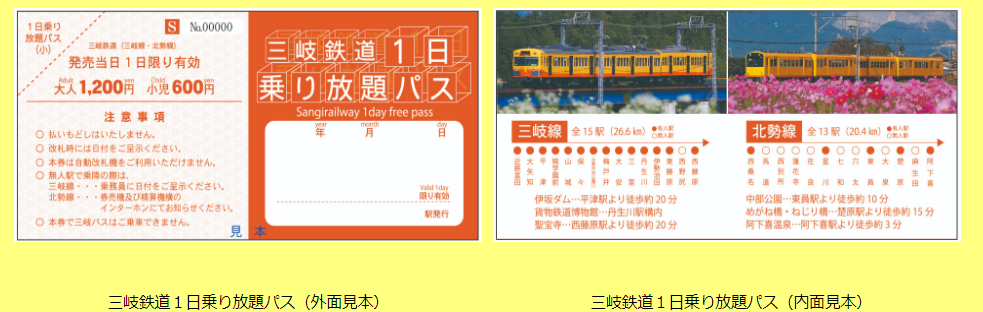 1日乗り
放題パス
(小)
S
№00000
三岐鉄道(三岐線・北勢線)
発売当日1日限り有効
Adult yen Child yen
大人1,200円 小児600円
注意事項
○ 払いもどしはいたしません。
○ 改札時には日付をご呈示ください。
○ 本券は自動改札機をご利用いただけません。
○ 無人駅で乗降の際は、
三岐線・・・乗務員に日付をご呈示ください。
北勢線・・・券売機及び精算機横の
インターホンにてお知らせください。
○ 本券で三岐バスはご乗車できません。
見 本
三岐鉄道1日
乗り放題パス
Sangirailway 1day free pass
year month day
年 月 日
Valid 1day
限り有効
駅発行
三岐線 全15駅(26.6km) ●有人駅
○無人駅
近鉄富田
大矢知
平津
暁学園前
山城
保々
梅戸井
大安
三里
丹生川
伊勢治田
東藤原
西野尻
西藤原
伊坂ダム…平津駅より徒歩約20分
貨物鉄道博物館…丹生川駅構内
聖宝寺…西藤原駅より徒歩約20分
北勢線 全13駅(20.4km) ●有人駅
○無人駅
西桑名
馬道
西別所
蓮花寺
在良
星川
七和
穴太
東員
大泉
楚原
麻生田
阿下喜
中部公園…東員駅より徒歩約10分
めがね橋・ねじり橋…楚原駅より徒歩約15分
阿下喜温泉…阿下喜駅より徒歩約3分
三岐鉄道1日乗り放題パス(外面見本)
三岐鉄道1日乗り放題パス(内面見本)